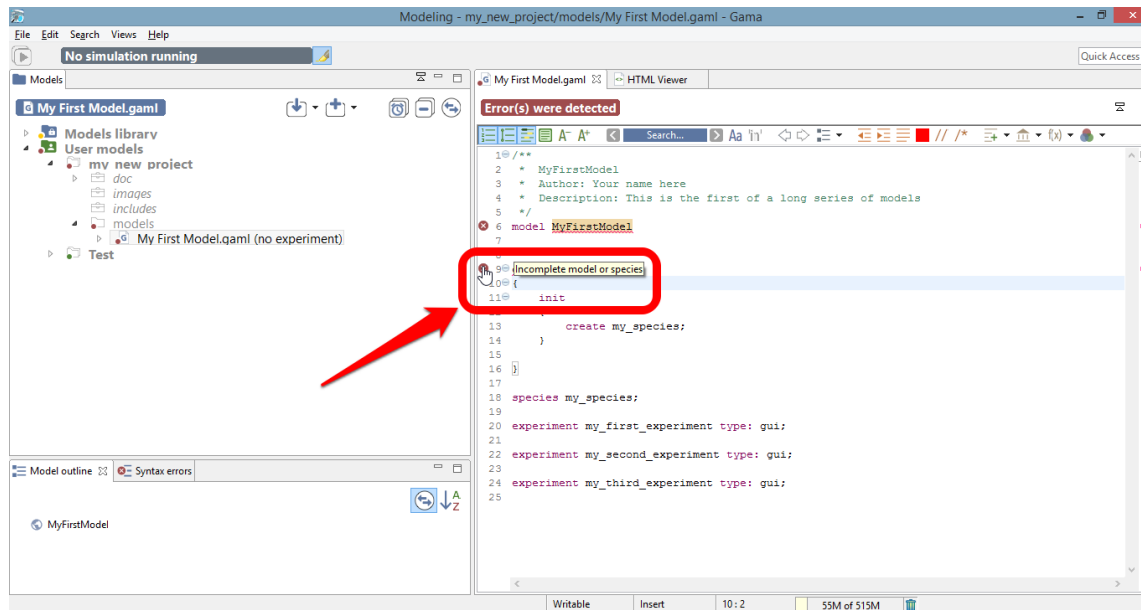 Modeling - my_new_project/models/My First Model.gaml - Gama
File Edit Search Views Help
No simulation running
Quick Access
Models
My First Model.gaml
Models library
User models
my_new_project
doc
images
includes
models
My First Model.gaml (no experiment)
Test
Model outline
Syntax errors
A
Z
MyFirstModel
My First Model.gaml
HTML Viewer
Error(s) were detected
A- A+ Search... Aa 'in' // /* f(x)
1 /**
2 * MyFirstModel
3 * Author: Your name here
4 * Description: This is the first of a long series of models
5 */
6 model MyFirstModel
7
9 Incomplete model or species
10 {
11 init
13 create my_species;
14 }
15
16 }
17
18 species my_species;
19
20 experiment my_first_experiment type: gui;
21
22 experiment my_second_experiment type: gui;
23
24 experiment my_third_experiment type: gui;
25
Writable Insert 10 : 2 55M of 515M